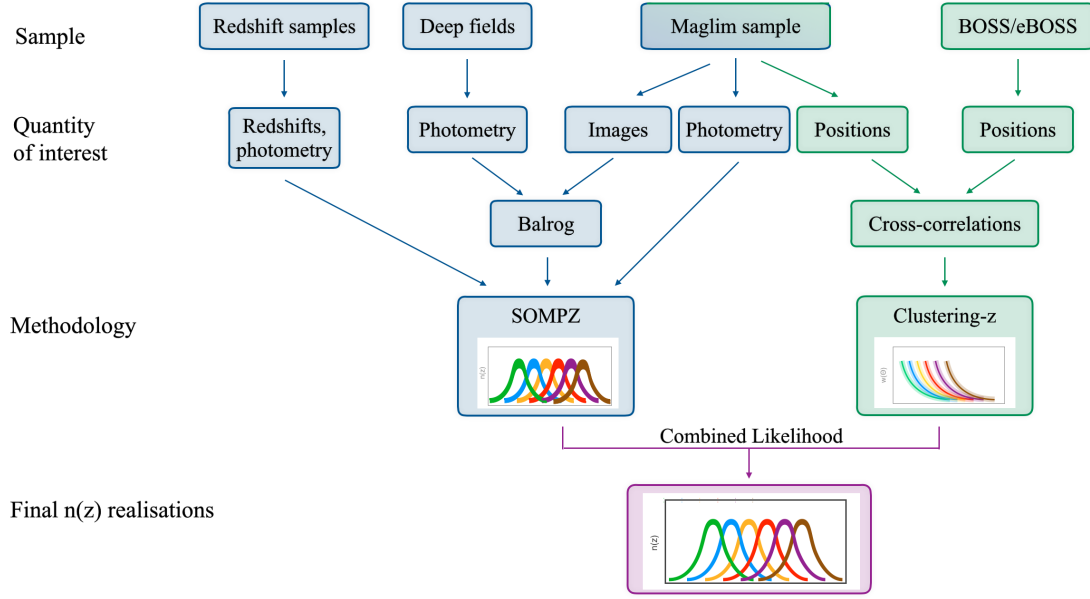 Sample
Redshift samples
Deep fields
Maglim sample
BOSS/eBOSS
Quantity
of interest
Redshifts,
photometry
Photometry
Images
Photometry
Positions
Positions
Balrog
Cross-correlations
Methodology
SOMPZ
n(z)
Clustering-z
w(Θ)
Combined Likelihood
Final n(z) realisations
n(z)